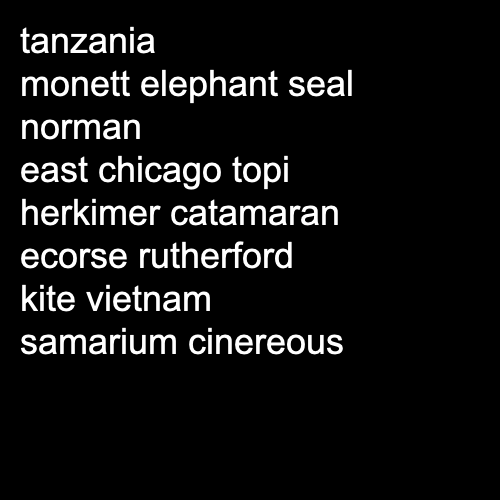 tanzania
monett elephant seal
norman
east chicago topi
herkimer catamaran
ecorse rutherford
kite vietnam
samarium cinereous